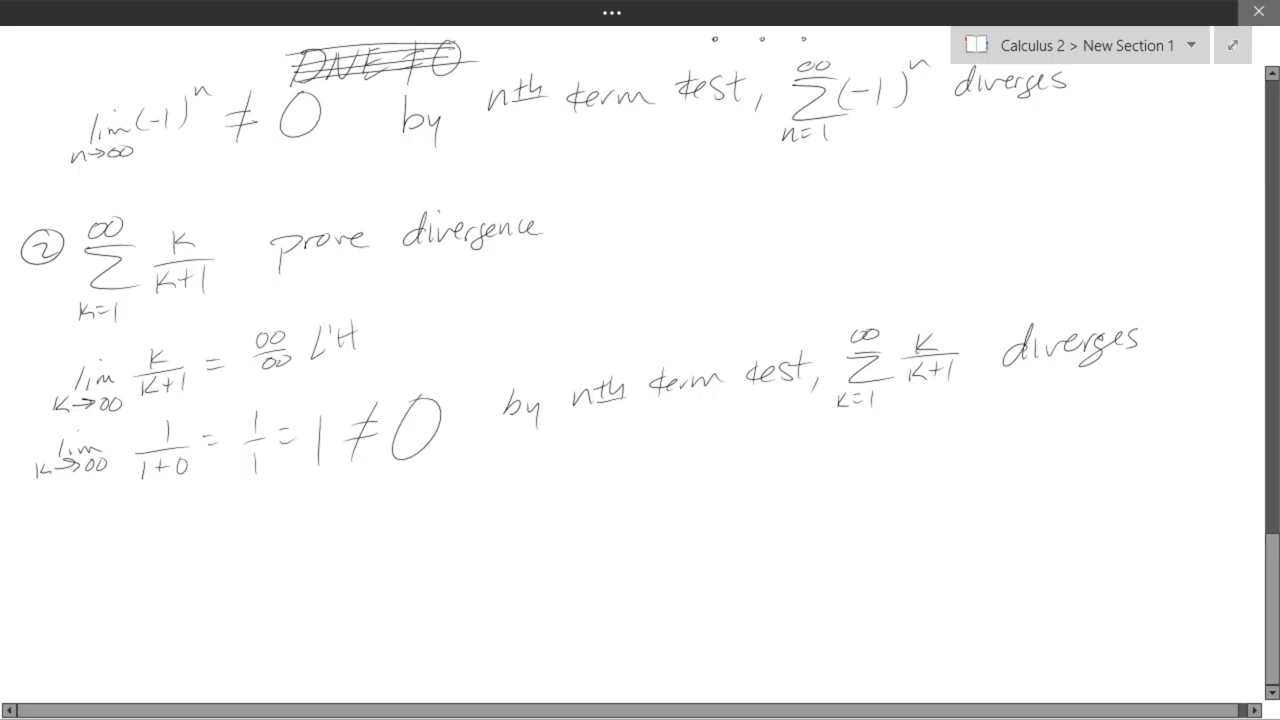 Calculus 2 > New Section 1
DNE ≠ 0
lim n→∞ (-1)^n ≠ 0 by nth term test, ∞ ∑ n=1 (-1)^n diverges
② ∞ ∑ k=1 k/(k+1) prove divergence
lim k→∞ k/(k+1) = ∞/∞ L'H
lim k→∞ 1/(1+0) = 1/1 = 1 ≠ 0 by nth term test, ∞ ∑ k=1 k/(k+1) diverges